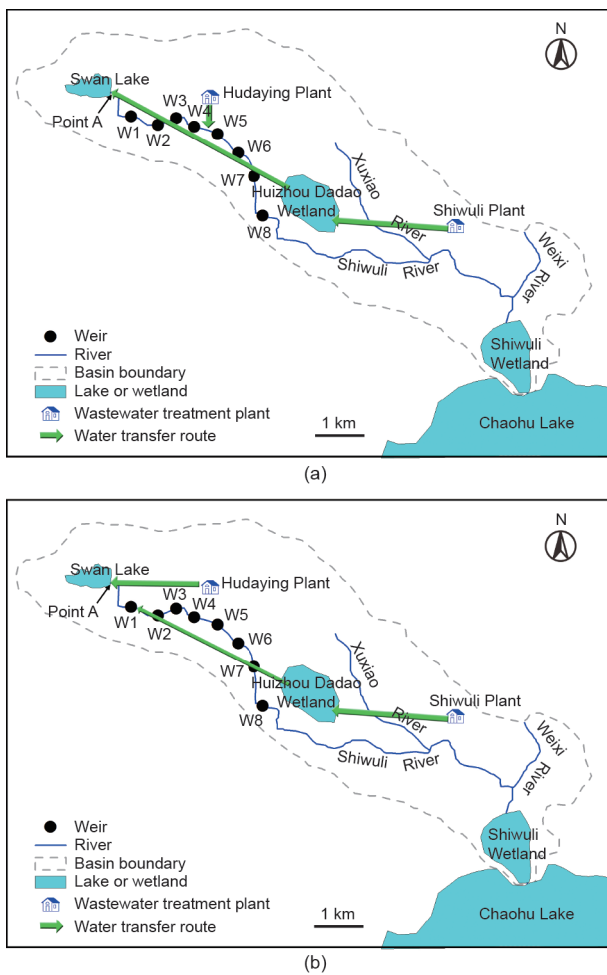 N
Swan Lake
Hudaying Plant
Point A
W1
W2
W3
W4
W5
W6
W7
W8
Huizhou Dadao
Wetland
Xuxiao
River
Shiwuli Plant
Shiwuli River
Weixi
River
Shiwuli
Wetland
Chaohu Lake
Weir
River
Basin boundary
Lake or wetland
Wastewater treatment plant
Water transfer route
1 km
(a)
N
Swan Lake
Hudaying Plant
Point A
W1
W2
W3
W4
W5
W6
W7
W8
Huizhou Dadao
Wetland
Xuxiao
River
Shiwuli Plant
Shiwuli River
Weixi
River
Shiwuli
Wetland
Chaohu Lake
Weir
River
Basin boundary
Lake or wetland
Wastewater treatment plant
Water transfer route
1 km
(b)